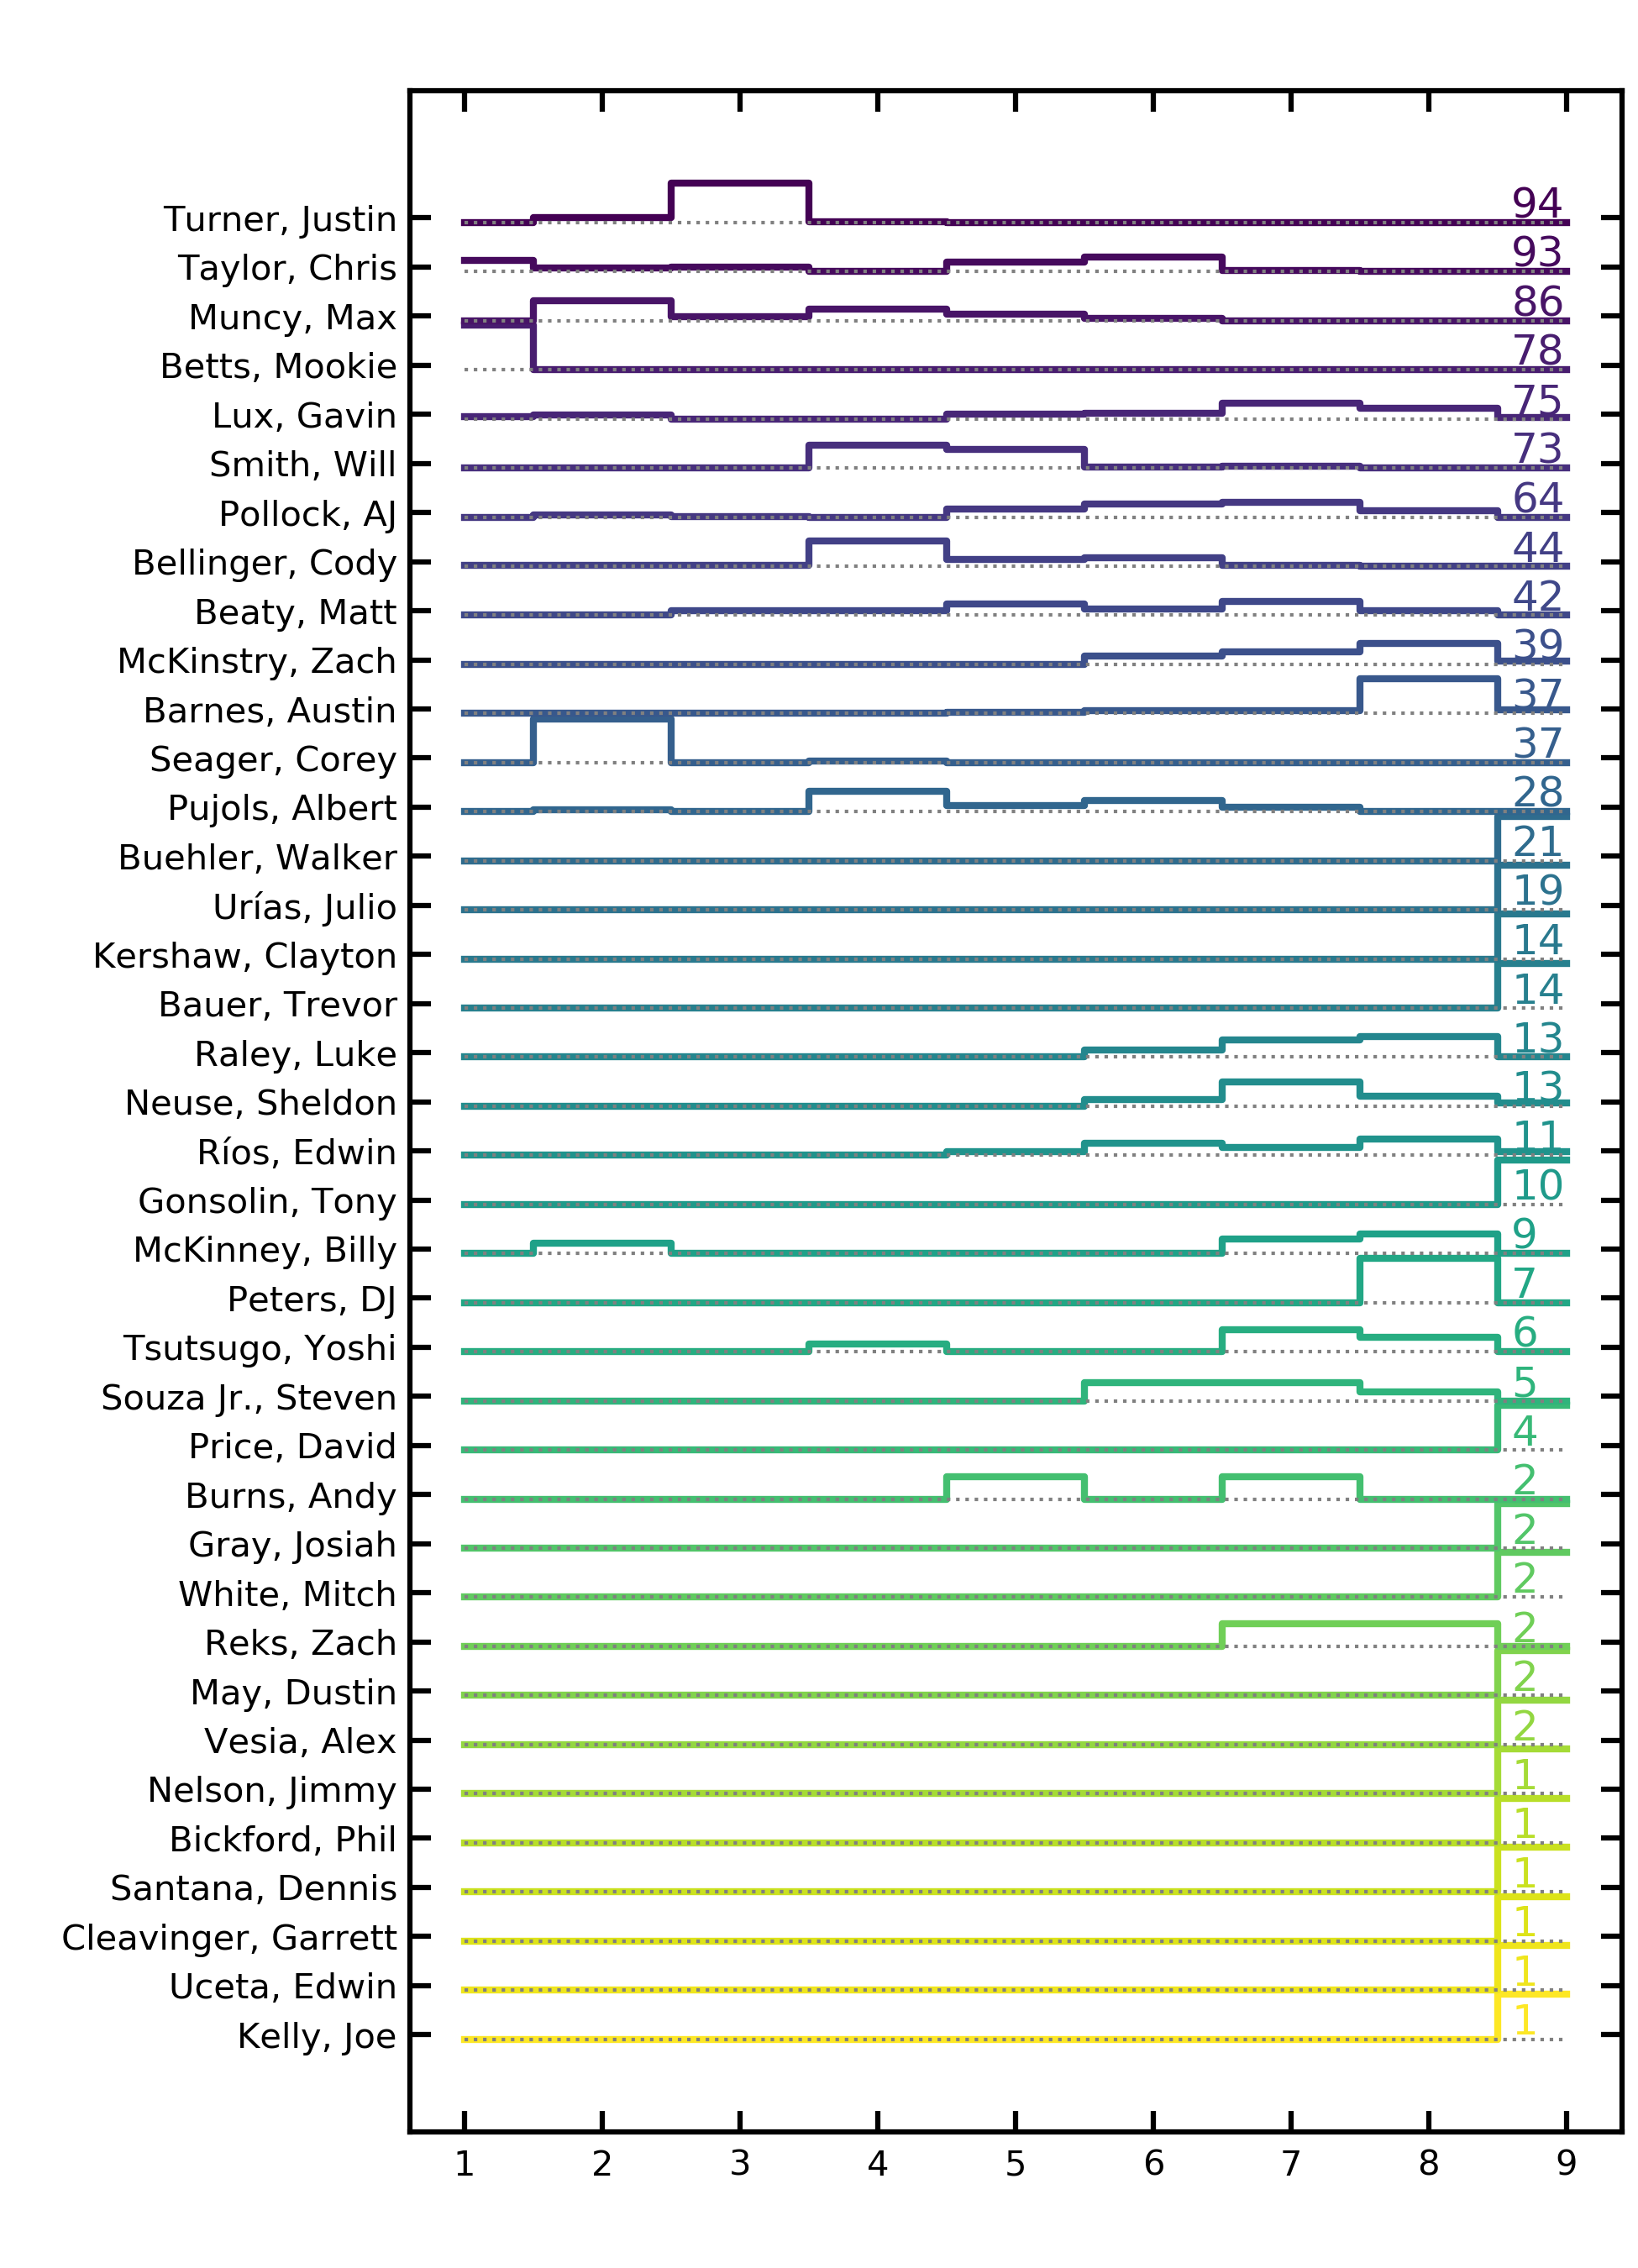 Turner, Justin 94
Taylor, Chris 93
Muncy, Max 86
Betts, Mookie 78
Lux, Gavin 75
Smith, Will 73
Pollock, AJ 64
Bellinger, Cody 44
Beaty, Matt 42
McKinstry, Zach 39
Barnes, Austin 37
Seager, Corey 37
Pujols, Albert 28
Buehler, Walker 21
Urías, Julio 19
Kershaw, Clayton 14
Bauer, Trevor 14
Raley, Luke 13
Neuse, Sheldon 13
Ríos, Edwin 11
Gonsolin, Tony 10
McKinney, Billy 9
Peters, DJ 7
Tsutsugo, Yoshi 6
Souza Jr., Steven 5
Price, David 4
Burns, Andy 2
Gray, Josiah 2
White, Mitch 2
Reks, Zach 2
May, Dustin 2
Vesia, Alex 2
Nelson, Jimmy 1
Bickford, Phil 1
Santana, Dennis 1
Cleavinger, Garrett 1
Uceta, Edwin 1
Kelly, Joe 1
1 2 3 4 5 6 7 8 9